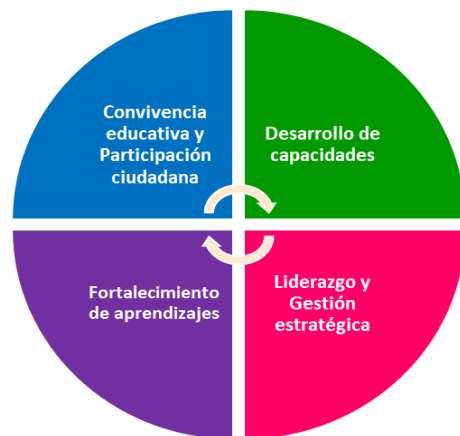 Convivencia
educativa y
Participación
ciudadana
Desarrollo de
capacidades
Fortalecimiento
de aprendizajes
Liderazgo y
Gestión
estratégica